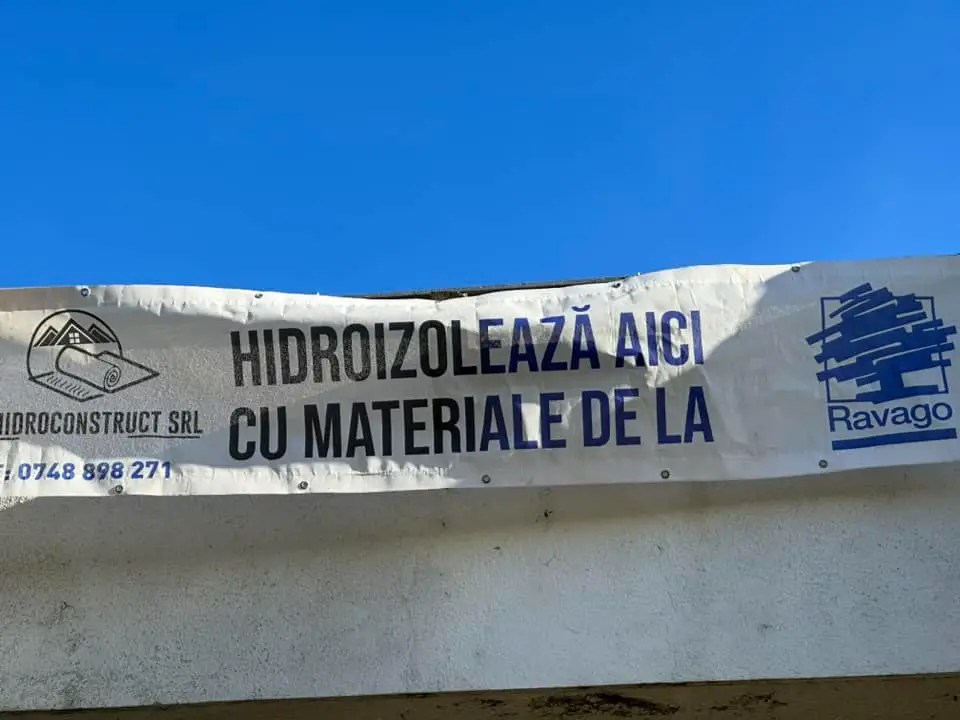 HIDROIZOLEAZĂ AICI
CU MATERIALE DE LA
HIDROCONSTRUCT SRL
: 0748 898 271
Ravago